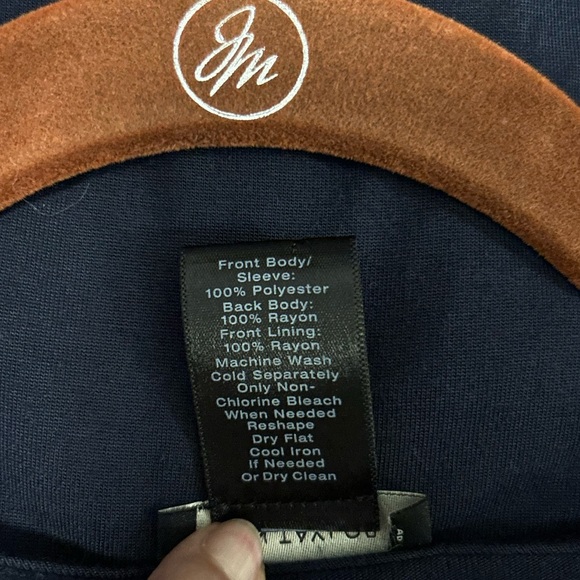 JM
Front Body/
Sleeve:
100% Polyester
Back Body:
100% Rayon
Front Lining:
100% Rayon
Machine Wash
Cold Separately
Only Non-
Chlorine Bleach
When Needed
Reshape
Dry Flat
Cool Iron
If Needed
Or Dry Clean